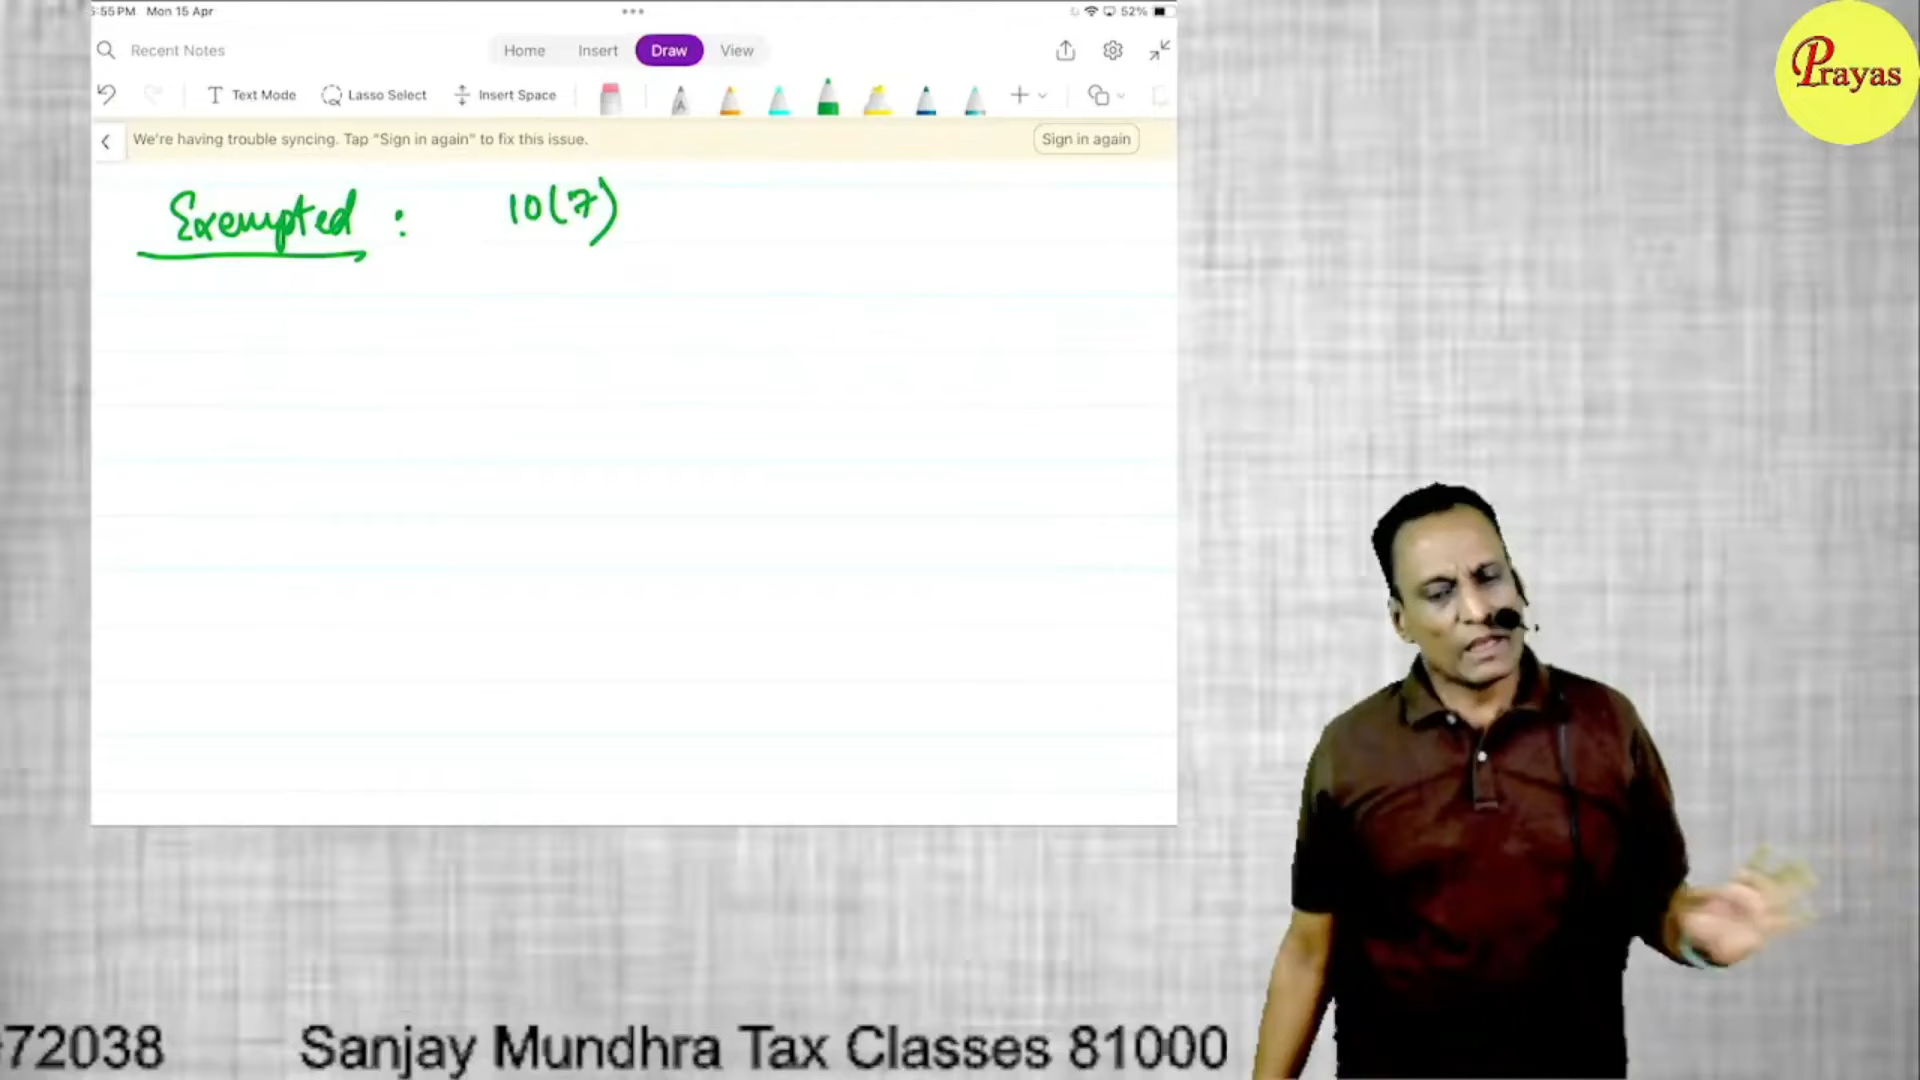 :55 PM Mon 15 Apr
52%
Recent Notes
Home Insert Draw View
Text Mode Lasso Select Insert Space
A
We're having trouble syncing. Tap "Sign in again" to fix this issue.
Sign in again
Exempted : 10(7)
Prayas
72038 Sanjay Mundhra Tax Classes 81000